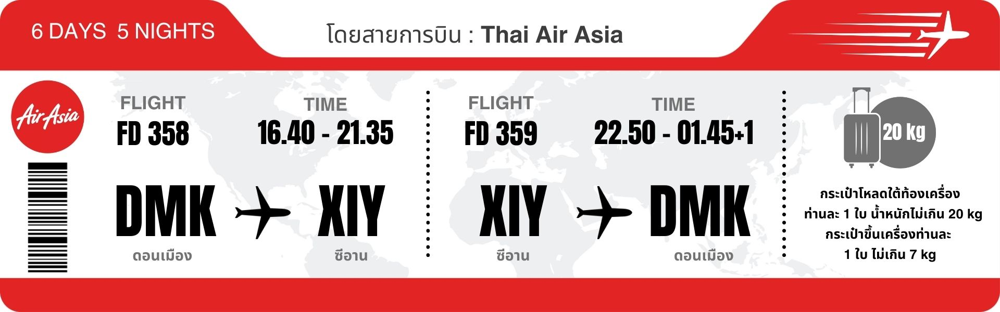 6 DAYS 5 NIGHTS
โดยสายการบิน : Thai Air Asia
AirAsia
FLIGHT
FD 358
TIME
16.40 - 21.35
DMK
ดอนเมือง
XIY
ซีอาน
FLIGHT
FD 359
TIME
22.50 - 01.45+1
XIY
ซีอาน
DMK
ดอนเมือง
20 kg
กระเป๋าโหลดใต้ท้องเครื่อง
ท่านละ 1 ใบ น้ำหนักไม่เกิน 20 kg
กระเป๋าขึ้นเครื่องท่านละ
1 ใบ ไม่เกิน 7 kg